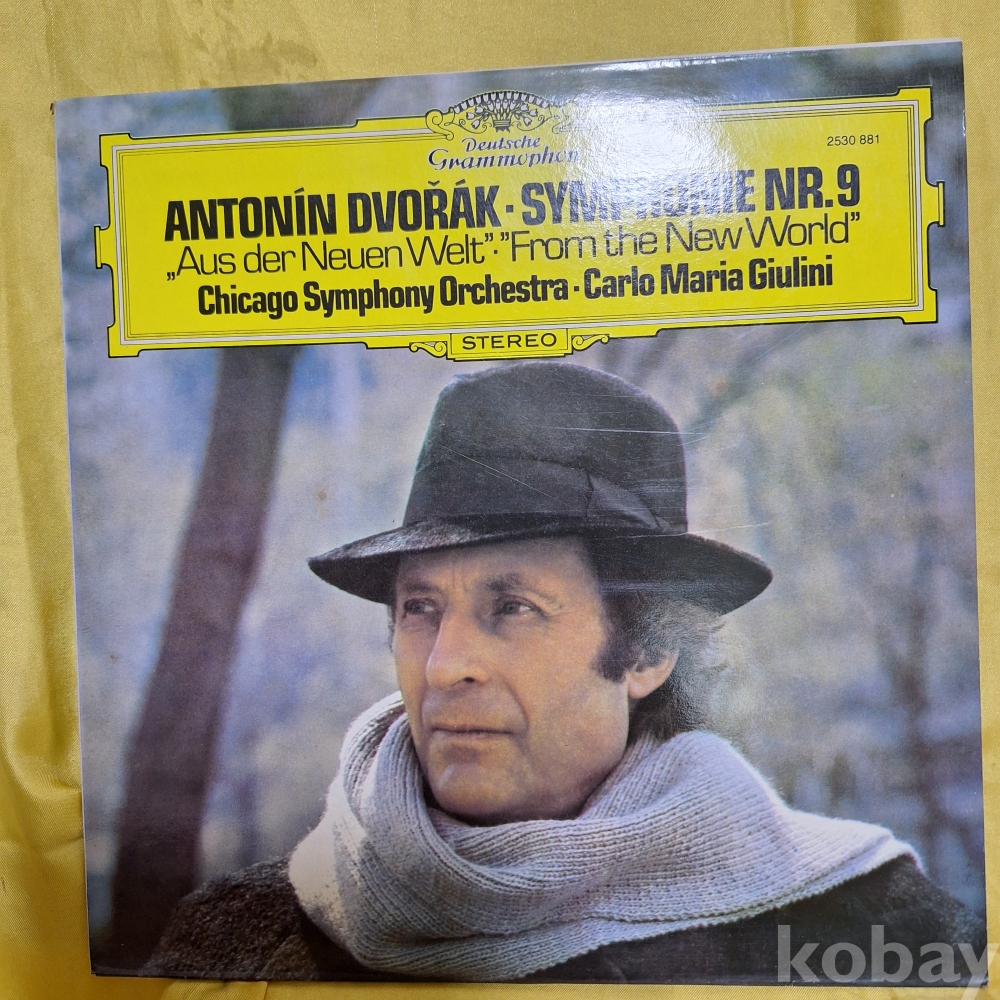 Deutsche
Grammophon
2530 881
ANTONÍN DVOŘÁK · SYMPHONIE NR. 9
„Aus der Neuen Welt” · ”From the New World”
Chicago Symphony Orchestra · Carlo Maria Giulini
STEREO
kobay